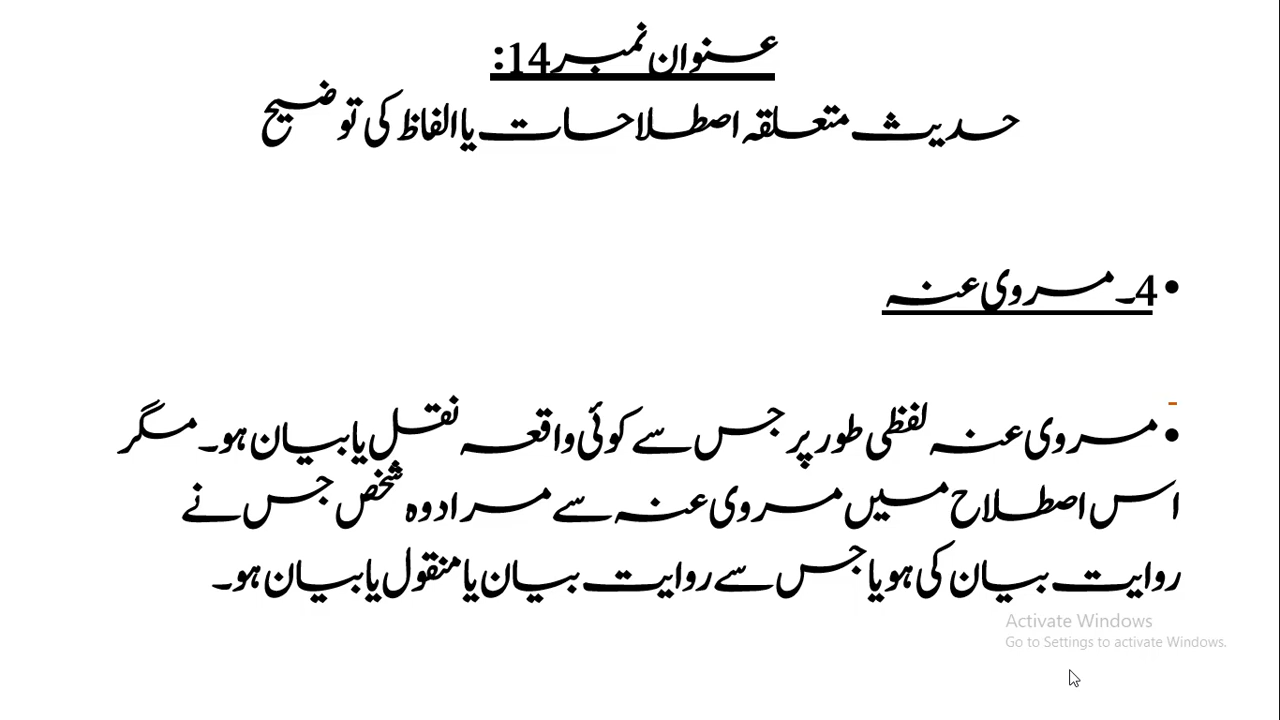 عنوان نمبر14:
حدیث متعلقہ اصطلاحات یا الفاظ کی توضیح
• 4۔ مروی عنہ
• مروی عنہ لفظی طور پر جس سے کوئی واقعہ نقل یا بیان ہو۔ مگر
اس اصطلاح میں مروی عنہ سے مراد وہ شخص جس نے
روایت بیان کی ہو یا جس سے روایت بیان یا منقول یا بیان ہو۔
Activate Windows
Go to Settings to activate Windows.